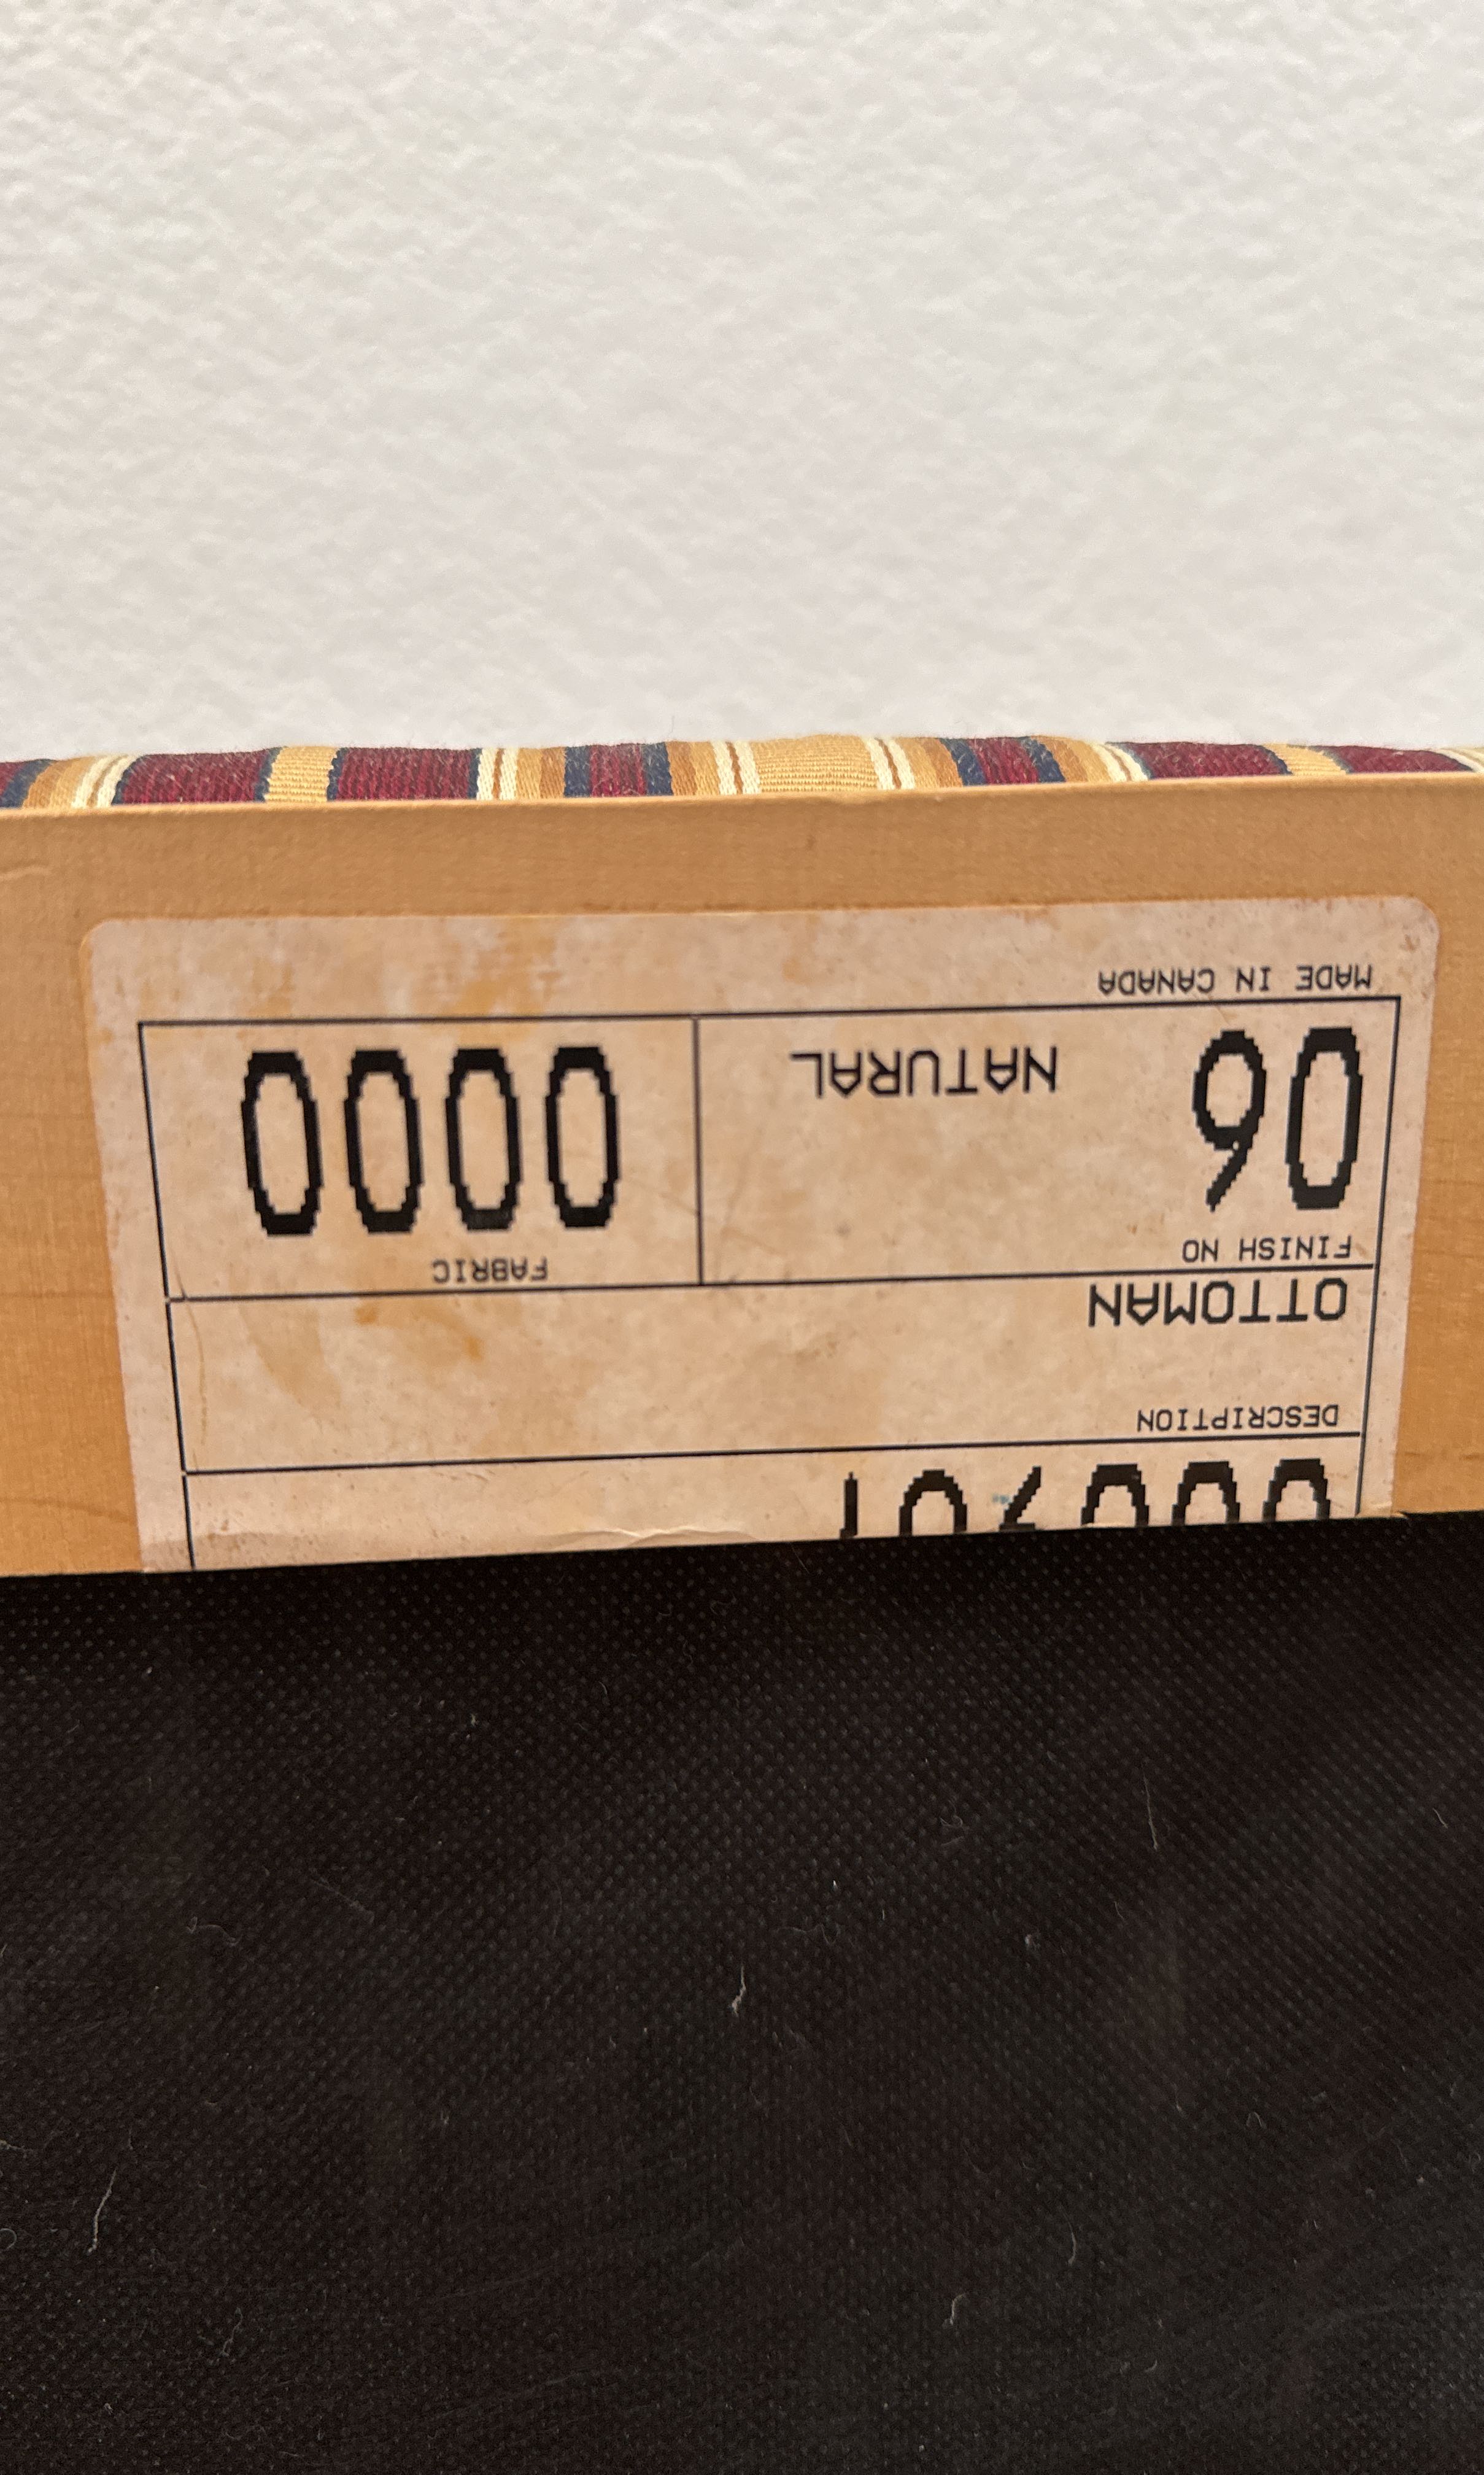 DESCRIPTION
OTTOMAN
FINISH NO
06 NATURAL
FABRIC
0000
MADE IN CANADA